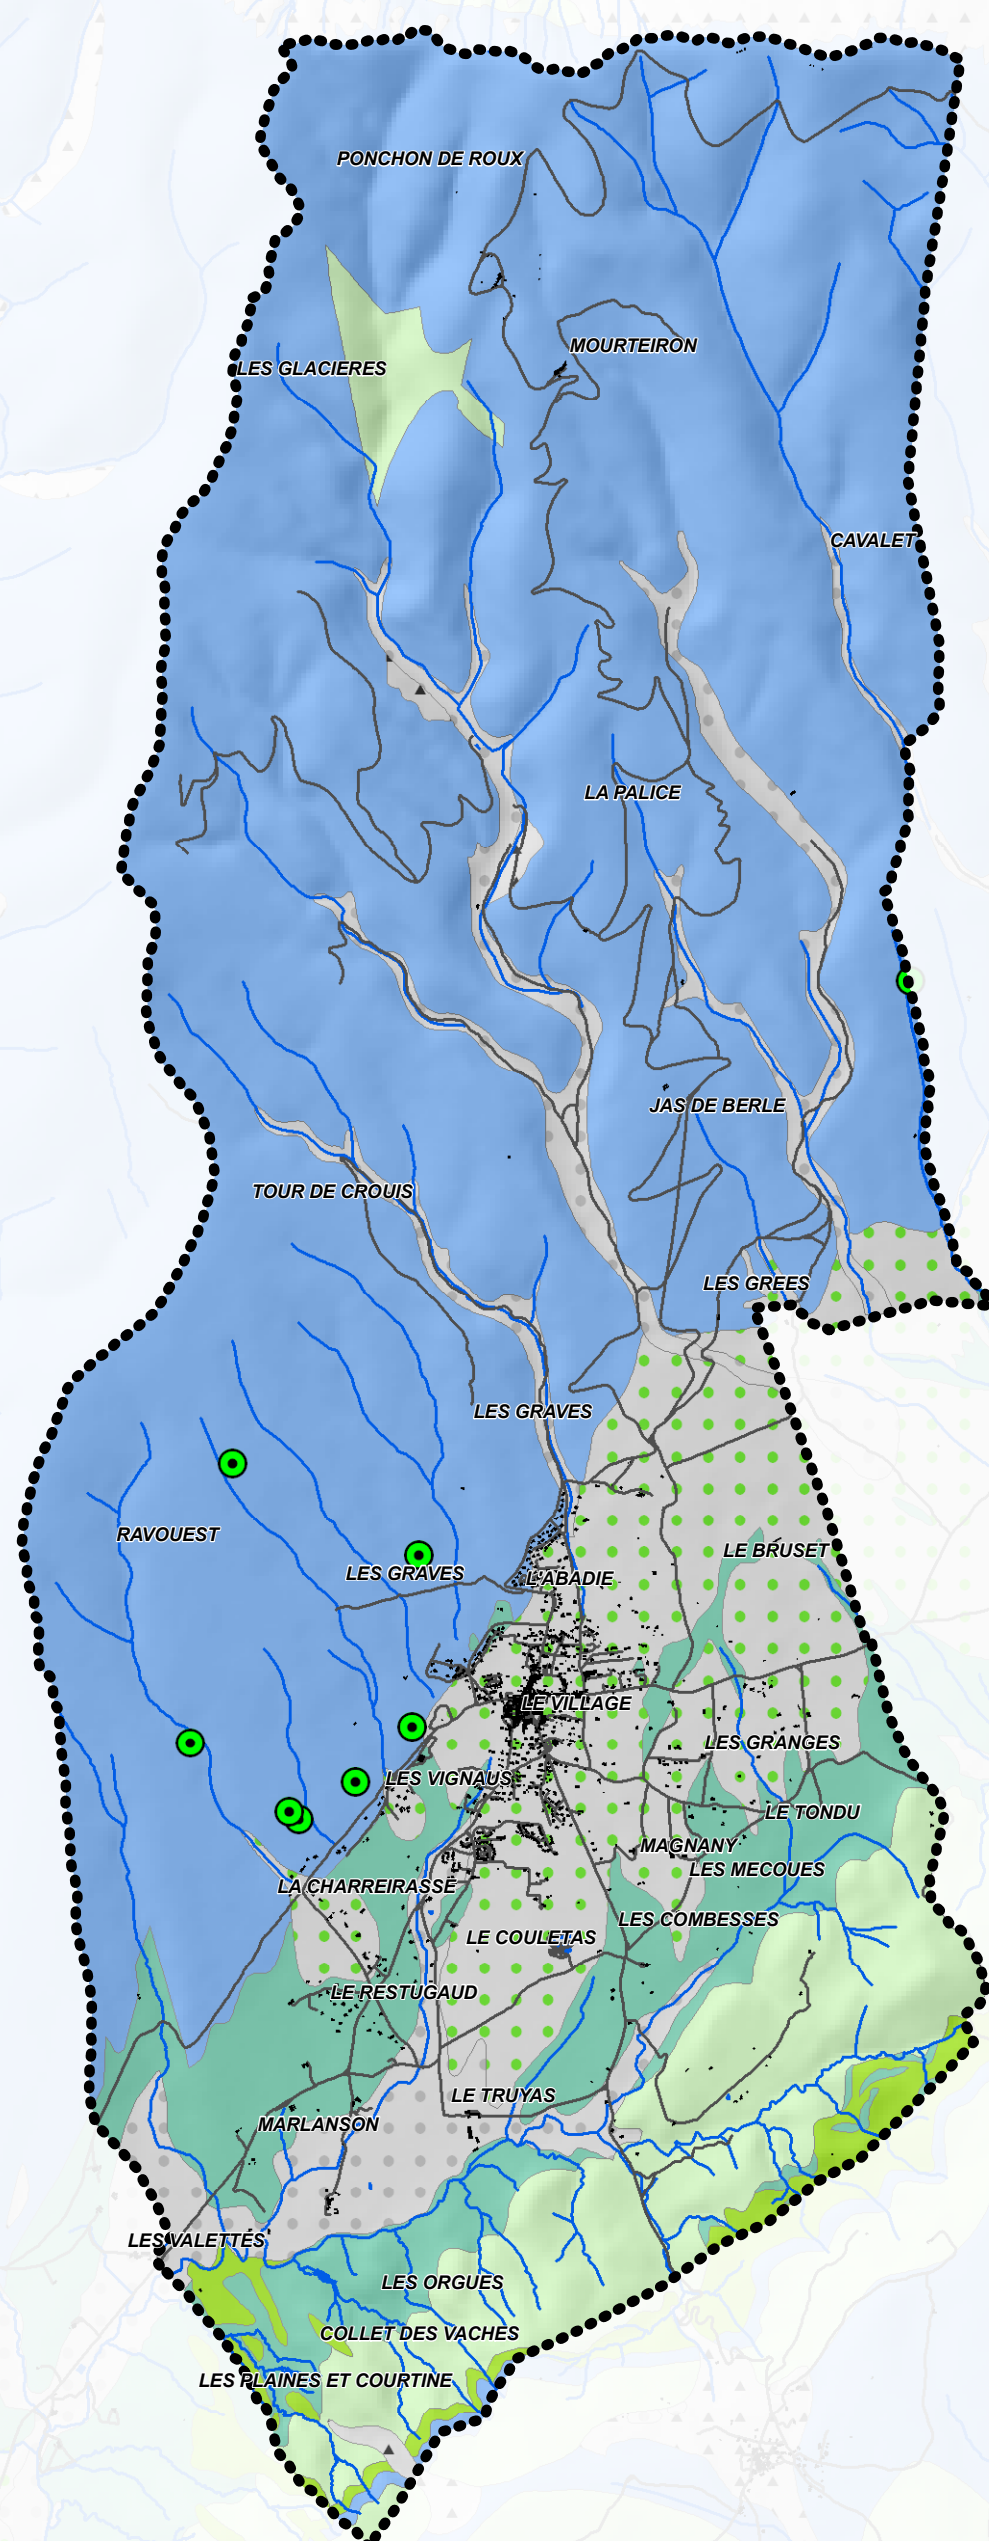 PONCHON DE ROUX
MOURTEIRON
LES GLACIERES
CAVALET
LA PALICE
JAS DE BERLE
TOUR DE CROUIS
LES GREES
LES GRAVES
RAVOUEST
LE BRUSET
LES GRAVES
L'ABADIE
LE VILLAGE
LES GRANGES
LES VIGNAUS
LE TONDU
MAGNANY
LES MECOUES
LA CHARREIRASSE
LES COMBESSES
LE COULETAS
LE RESTUGAUD
LE TRUYAS
MARLANSON
LES VALETTES
LES ORGUES
COLLET DES VACHES
LES PLAINES ET COURTINE